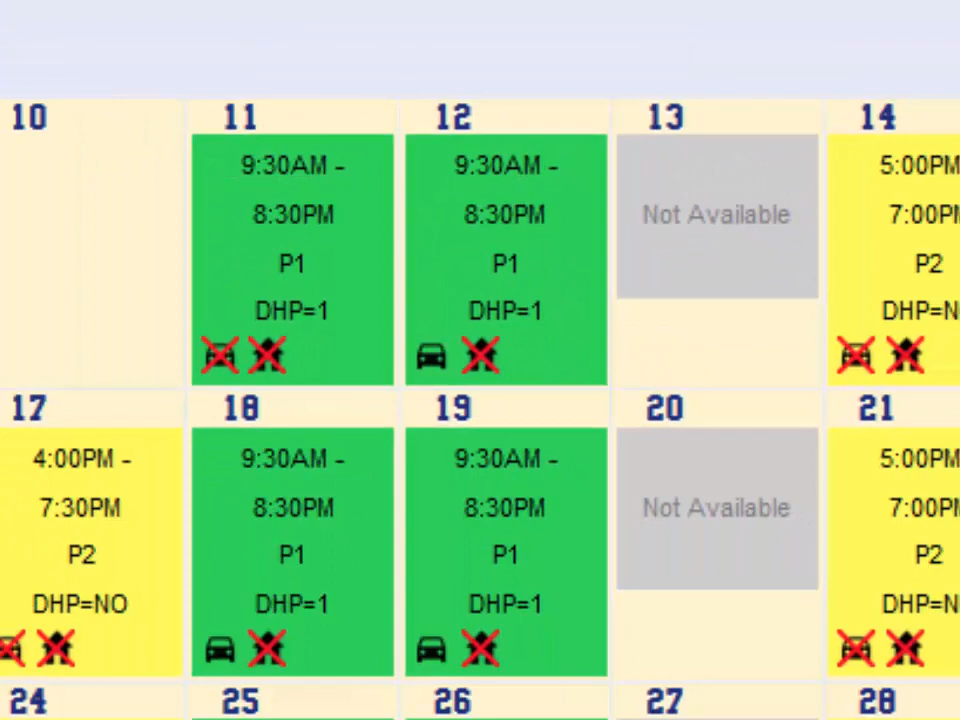 10 11 12 13 14
9:30AM - 9:30AM - 5:00PM
8:30PM 8:30PM Not Available 7:00PM
P1 P1 P2
DHP=1 DHP=1
17 18 19 20 21
4:00PM - 9:30AM - 9:30AM - 5:00PM
7:30PM 8:30PM 8:30PM Not Available 7:00PM
P2 P1 P1 P2
DHP=NO DHP=1 DHP=1
24 25 26 27 28